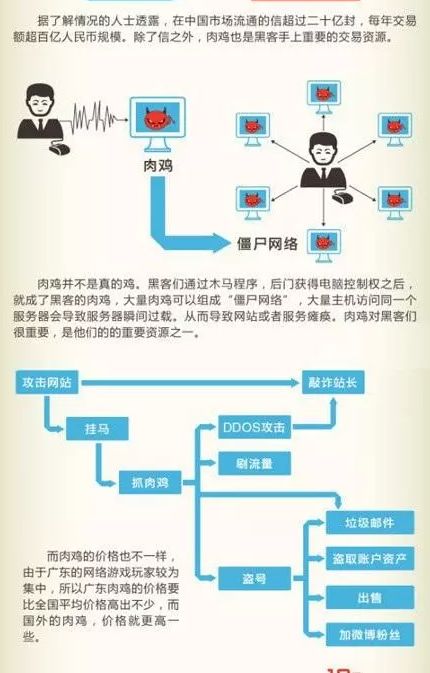 据了解情况的人士透露，在中国市场流通的信超过二十亿封，每年交易
额超百亿人民币规模。除了信之外，肉鸡也是黑客手上重要的交易资源。
肉鸡
僵尸网络
肉鸡并不是真的鸡。黑客们通过木马程序，后门获得电脑控制权之后，
就成了黑客的肉鸡，大量肉鸡可以组成“僵尸网络”，大量主机访问同一个
服务器会导致服务器瞬间过载。从而导致网站或者服务瘫痪。肉鸡对黑客们
很重要，是他们的的重要资源之一。
攻击网站
敲诈站长
挂马
DDOS攻击
刷流量
抓肉鸡
垃圾邮件
盗取账户资产
盗号
出售
加微博粉丝
而肉鸡的价格也不一样，
由于广东的网络游戏玩家较为
集中，所以广东肉鸡的价格要
比全国平均价格高出不少，而
国外的肉鸡，价格就更高一
些。